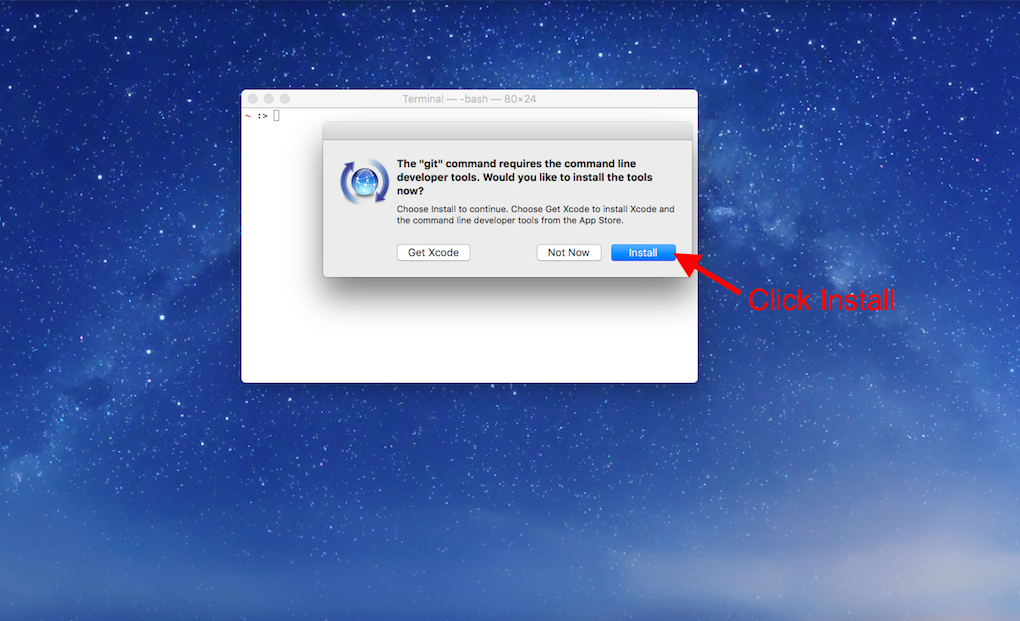 Terminal — -bash — 80×24
~ :>
The "git" command requires the command line
developer tools. Would you like to install the tools
now?
Choose Install to continue. Choose Get Xcode to install Xcode and
the command line developer tools from the App Store.
Get Xcode
Not Now
Install
Click Install